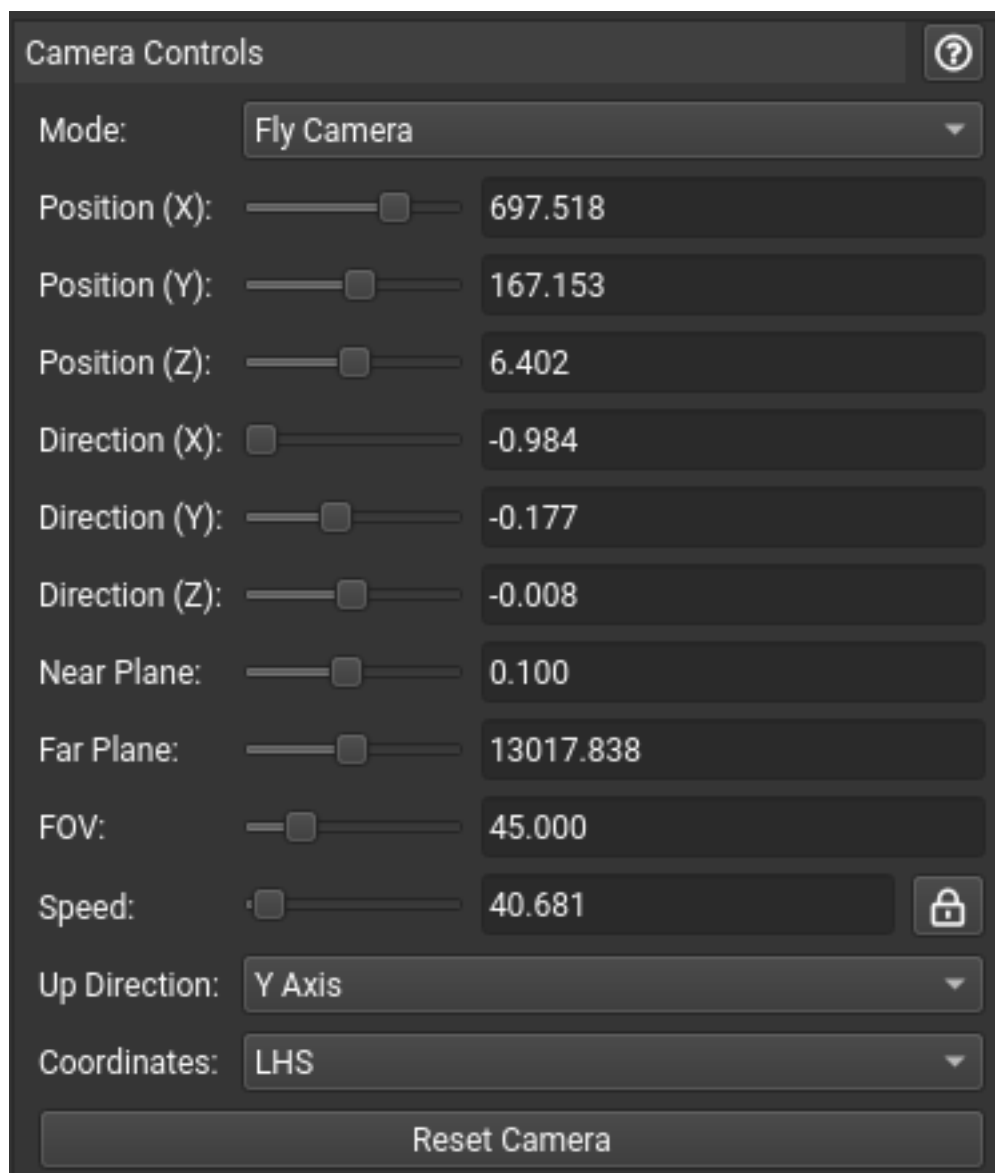 Camera Controls
Mode: Fly Camera
Position (X): 697.518
Position (Y): 167.153
Position (Z): 6.402
Direction (X): -0.984
Direction (Y): -0.177
Direction (Z): -0.008
Near Plane: 0.100
Far Plane: 13017.838
FOV: 45.000
Speed: 40.681
Up Direction: Y Axis
Coordinates: LHS
Reset Camera